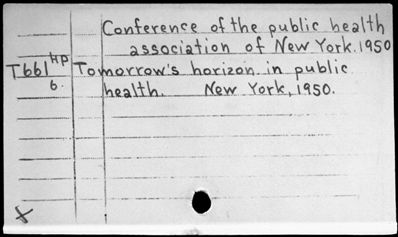 Conference of the public health
association of New York. 1950
T661 HP Tomorrow's horizon in public
6. health. New York, 1950.
x